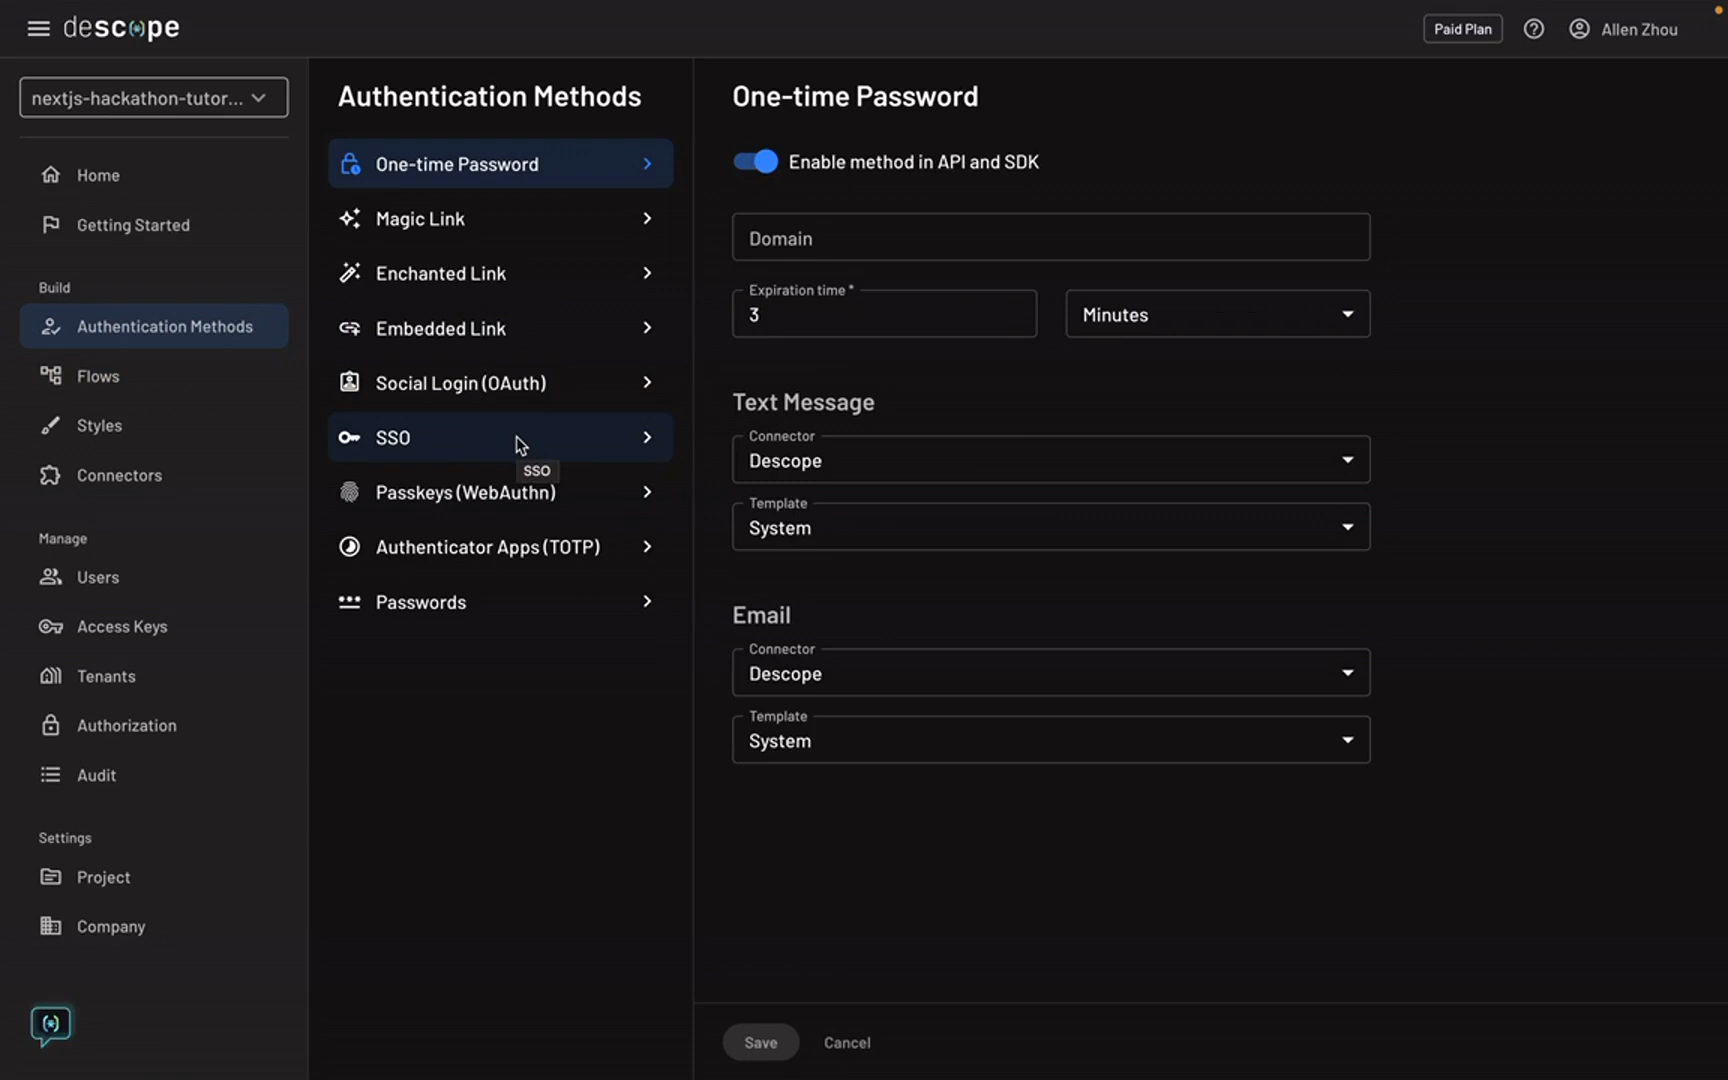 descope
Paid Plan
Allen Zhou
nextjs-hackathon-tutor...
Home
Getting Started
Build
Authentication Methods
Flows
Styles
Connectors
Manage
Users
Access Keys
Tenants
Authorization
Audit
Settings
Project
Company
Authentication Methods
One-time Password
Magic Link
Enchanted Link
Embedded Link
Social Login (OAuth)
SSO
SSO
Passkeys (WebAuthn)
Authenticator Apps (TOTP)
Passwords
One-time Password
Enable method in API and SDK
Domain
Expiration time *
3
Minutes
Text Message
Connector
Descope
Template
System
Email
Connector
Descope
Template
System
Save
Cancel